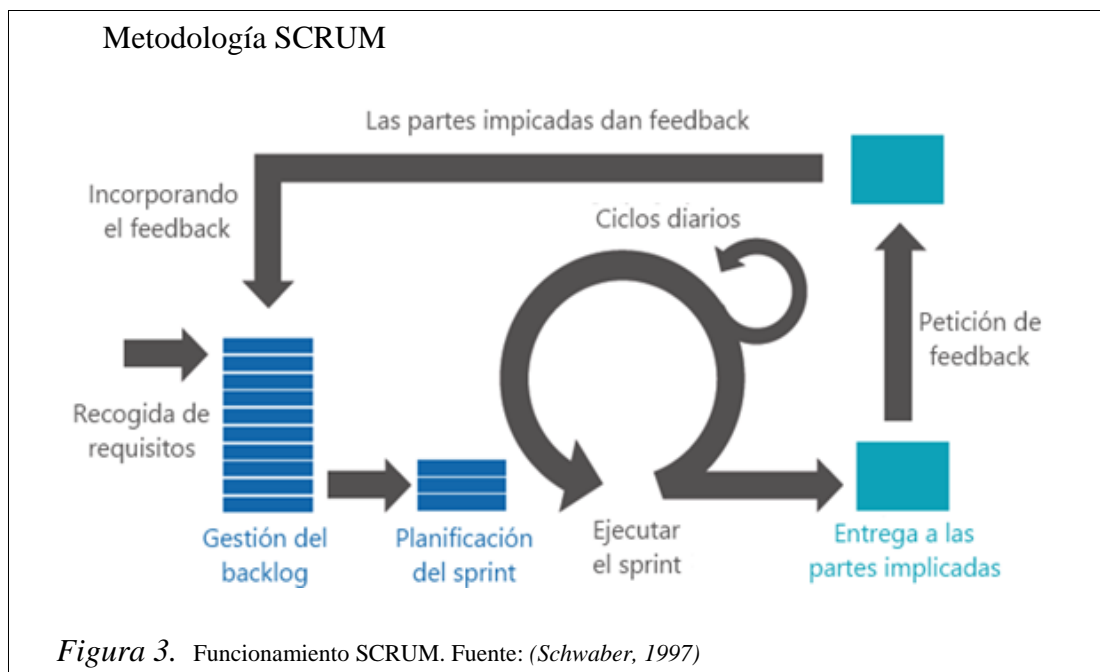 Metodología SCRUM
Las partes impicadas dan feedback
Incorporando
el feedback
Ciclos diarios
Petición de
feedback
Recogida de
requisitos
Gestión del
backlog
Planificación
del sprint
Ejecutar
el sprint
Entrega a las
partes implicadas
Figura 3. Funcionamiento SCRUM. Fuente: (Schwaber, 1997)